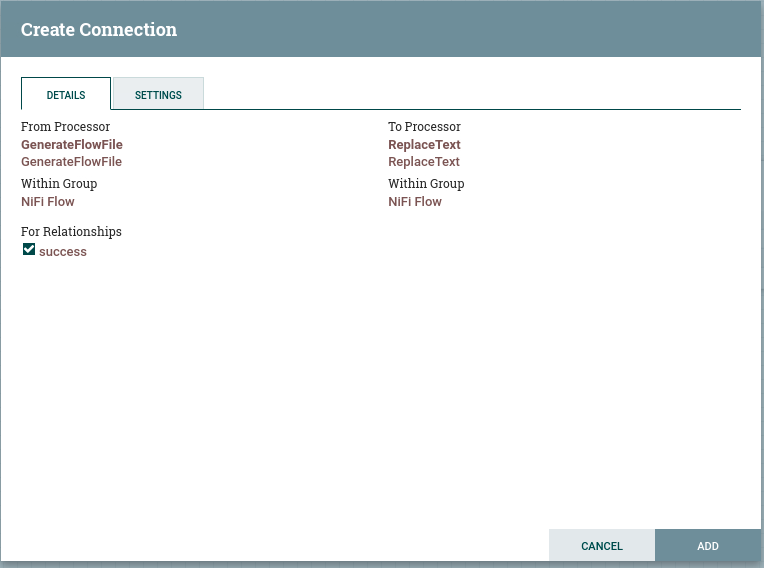 Create Connection
DETAILS
SETTINGS
From Processor
GenerateFlowFile
GenerateFlowFile
Within Group
NiFi Flow
For Relationships
success
To Processor
ReplaceText
ReplaceText
Within Group
NiFi Flow
CANCEL
ADD